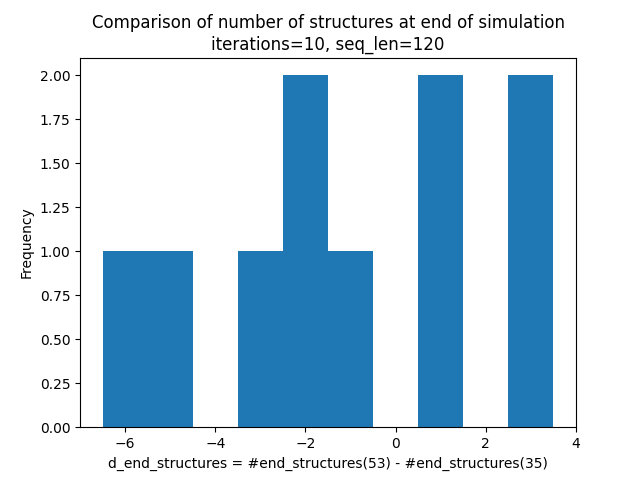 Comparison of number of structures at end of simulation
iterations=10, seq_len=120
2.00
1.75
1.50
1.25
1.00
0.75
0.50
0.25
0.00
Frequency
−6 −4 −2 0 2 4
d_end_structures = #end_structures(53) - #end_structures(35)